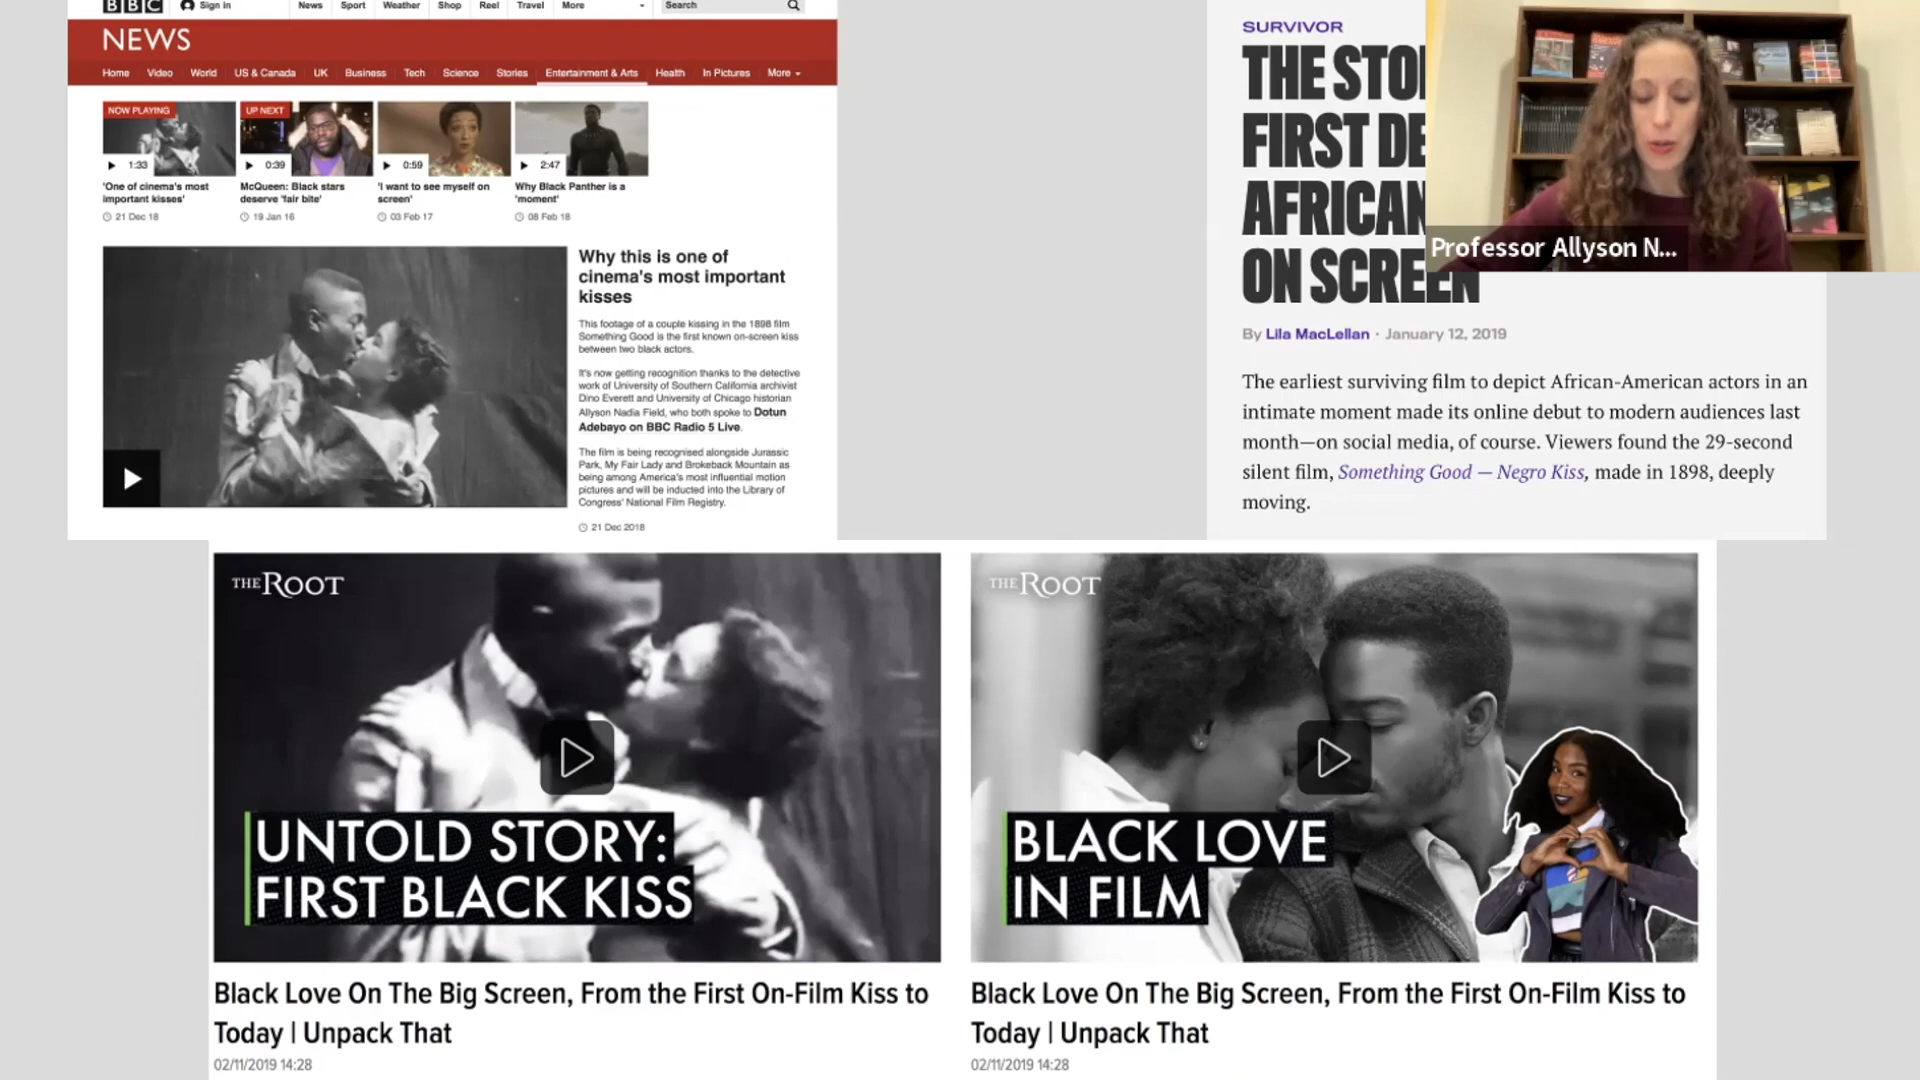 BBC Sign in News Sport Weather Shop Reel Travel More Search
NEWS
Home Video World US & Canada UK Business Tech Science Stories Entertainment & Arts Health In Pictures More
NOW PLAYING
1:33
'One of cinema's most
important kisses'
21 Dec 18
UP NEXT
0:39
McQueen: Black stars
deserve 'fair bite'
19 Jan 16
0:59
'I want to see myself on
screen'
03 Feb 17
2:47
Why Black Panther is a
'moment'
08 Feb 18
Why this is one of
cinema's most important
kisses
This footage of a couple kissing in the 1898 film
Something Good is the first known on-screen kiss
between two black actors.
It's now getting recognition thanks to the detective
work of University of Southern California archivist
Dino Everett and University of Chicago historian
Allyson Nadia Field, who both spoke to Dotun
Adebayo on BBC Radio 5 Live.
The film is being recognised alongside Jurassic
Park, My Fair Lady and Brokeback Mountain as
being among America's most influential motion
pictures and will be inducted into the Library of
Congress' National Film Registry.
21 Dec 2018
SURVIVOR
THE STO
FIRST DE
AFRICAN
ON SCREEN
By Lila MacLellan · January 12, 2019
The earliest surviving film to depict African-American actors in an
intimate moment made its online debut to modern audiences last
month—on social media, of course. Viewers found the 29-second
silent film, Something Good — Negro Kiss, made in 1898, deeply
moving.
Professor Allyson N...
THE ROOT
UNTOLD STORY:
FIRST BLACK KISS
Black Love On The Big Screen, From the First On-Film Kiss to
Today | Unpack That
02/11/2019 14:28
THE ROOT
BLACK LOVE
IN FILM
Black Love On The Big Screen, From the First On-Film Kiss to
Today | Unpack That
02/11/2019 14:28